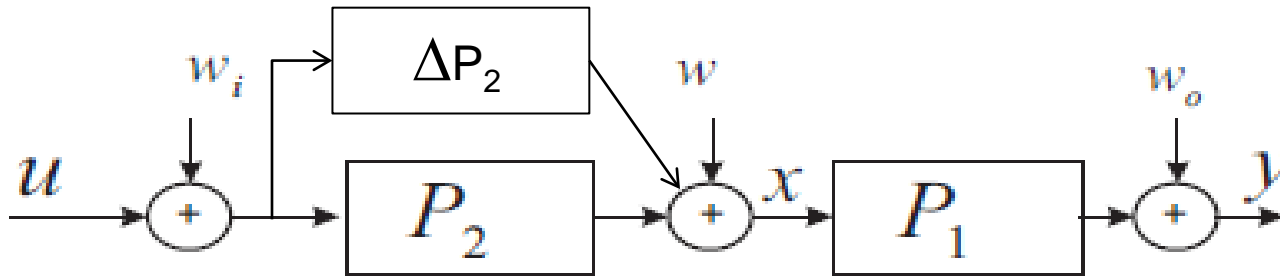 ΔP₂
wᵢ
w
wₒ
u
+
P₂
+
x
P₁
+
y